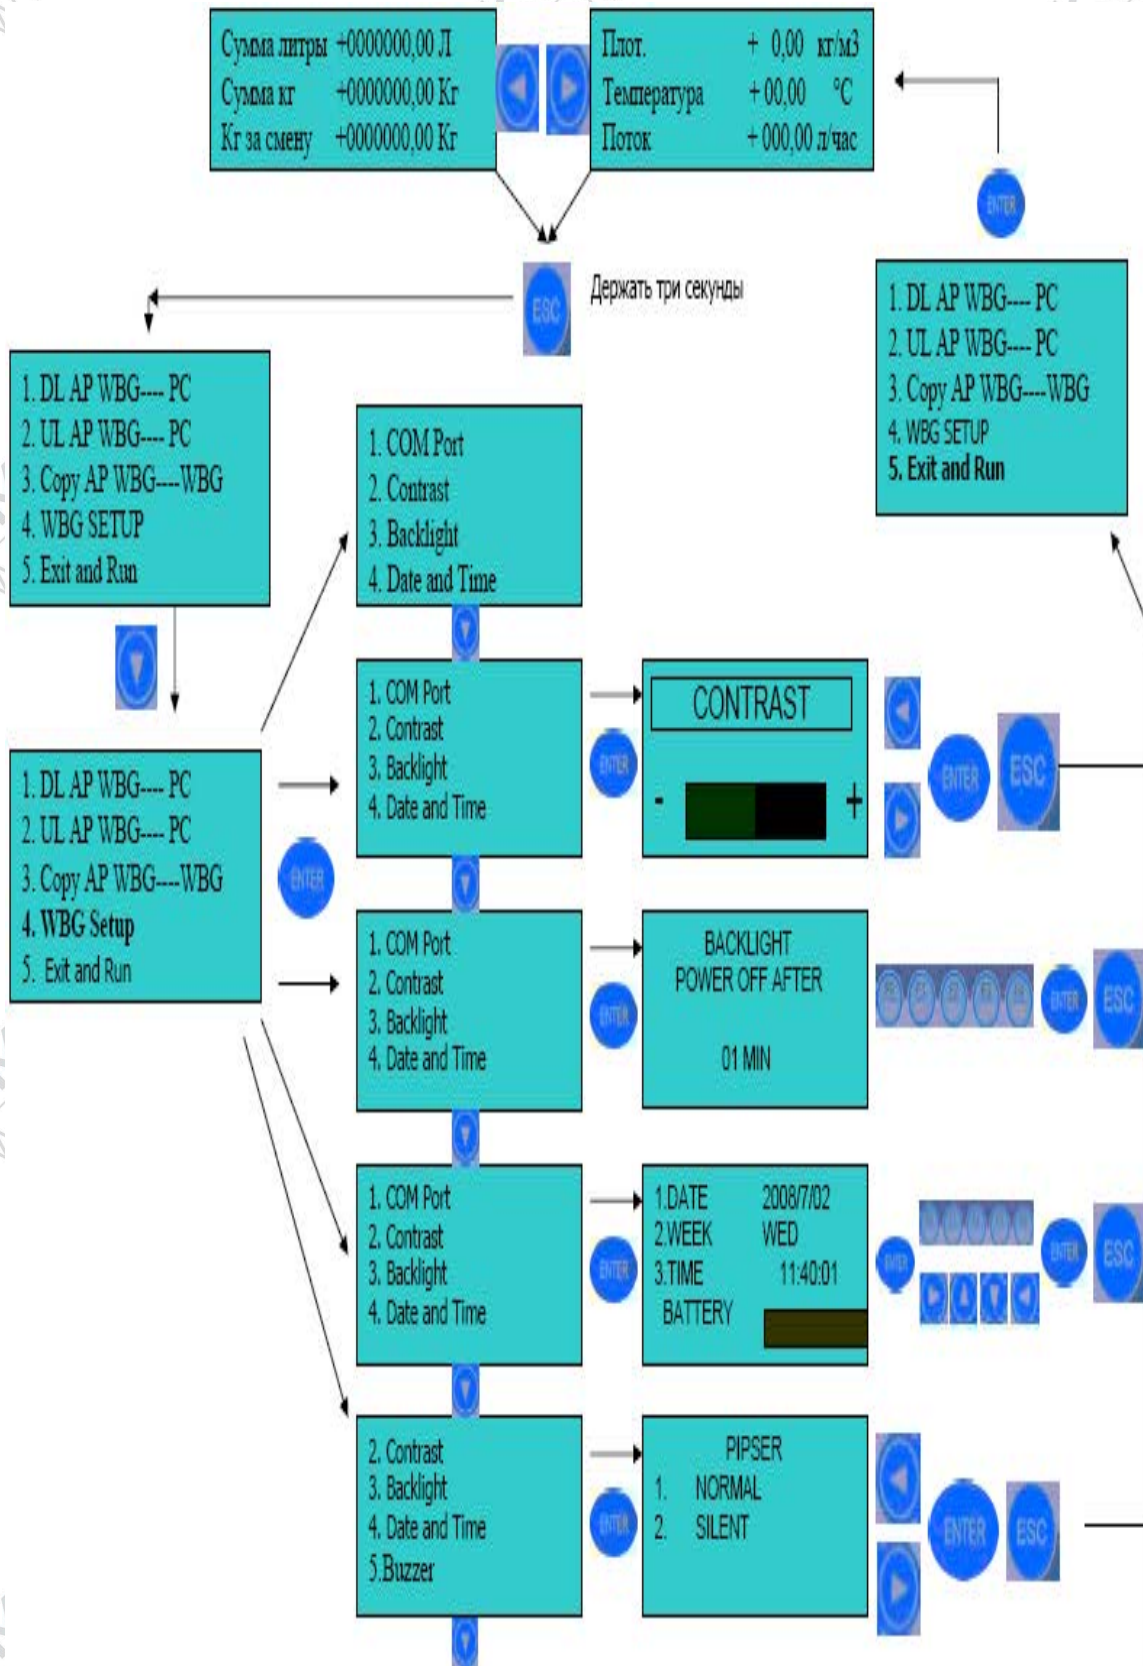 Сумма литры +0000000,00 Л
Сумма кг +0000000,00 Кг
Кг за смену +0000000,00 Кг
Плот. + 0,00 кг/м3
Температура +00,00 °C
Поток +000,00 л/час
ENTER
ESC
Держать три секунды
1. DL AP WBG---- PC
2. UL AP WBG---- PC
3. Copy AP WBG----WBG
4. WBG SETUP
5. Exit and Run
1. DL AP WBG---- PC
2. UL AP WBG---- PC
3. Copy AP WBG----WBG
4. WBG SETUP
5. Exit and Run
1. COM Port
2. Contrast
3. Backlight
4. Date and Time
1. COM Port
2. Contrast
3. Backlight
4. Date and Time
ENTER
CONTRAST
- +
ENTER
ESC
1. DL AP WBG---- PC
2. UL AP WBG---- PC
3. Copy AP WBG----WBG
4. WBG Setup
5. Exit and Run
ENTER
1. COM Port
2. Contrast
3. Backlight
4. Date and Time
ENTER
BACKLIGHT
POWER OFF AFTER
01 MIN
ENTER
ESC
1. COM Port
2. Contrast
3. Backlight
4. Date and Time
ENTER
1.DATE 2008/7/02
2.WEEK WED
3.TIME 11:40:01
BATTERY
ENTER
ENTER
ESC
2. Contrast
3. Backlight
4. Date and Time
5.Buzzer
ENTER
PIPSER
1. NORMAL
2. SILENT
ENTER
ESC